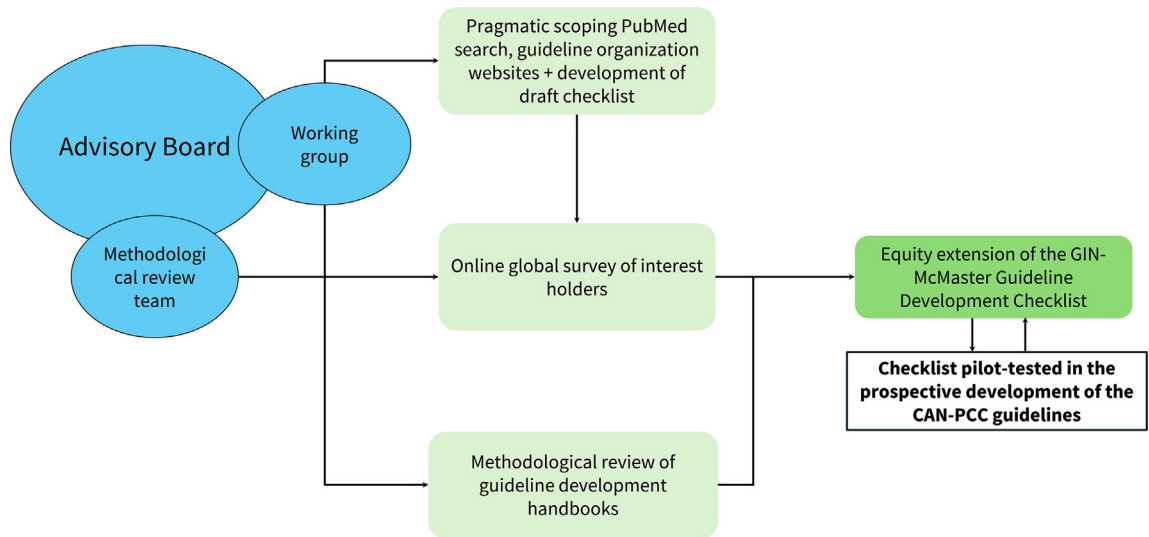 Pragmatic scoping PubMed
search, guideline organization
websites + development of
draft checklist
Advisory Board
Working
group
Methodologi
cal review
team
Online global survey of interest
holders
Equity extension of the GIN-
McMaster Guideline
Development Checklist
Checklist pilot-tested in the
prospective development of the
CAN-PCC guidelines
Methodological review of
guideline development
handbooks